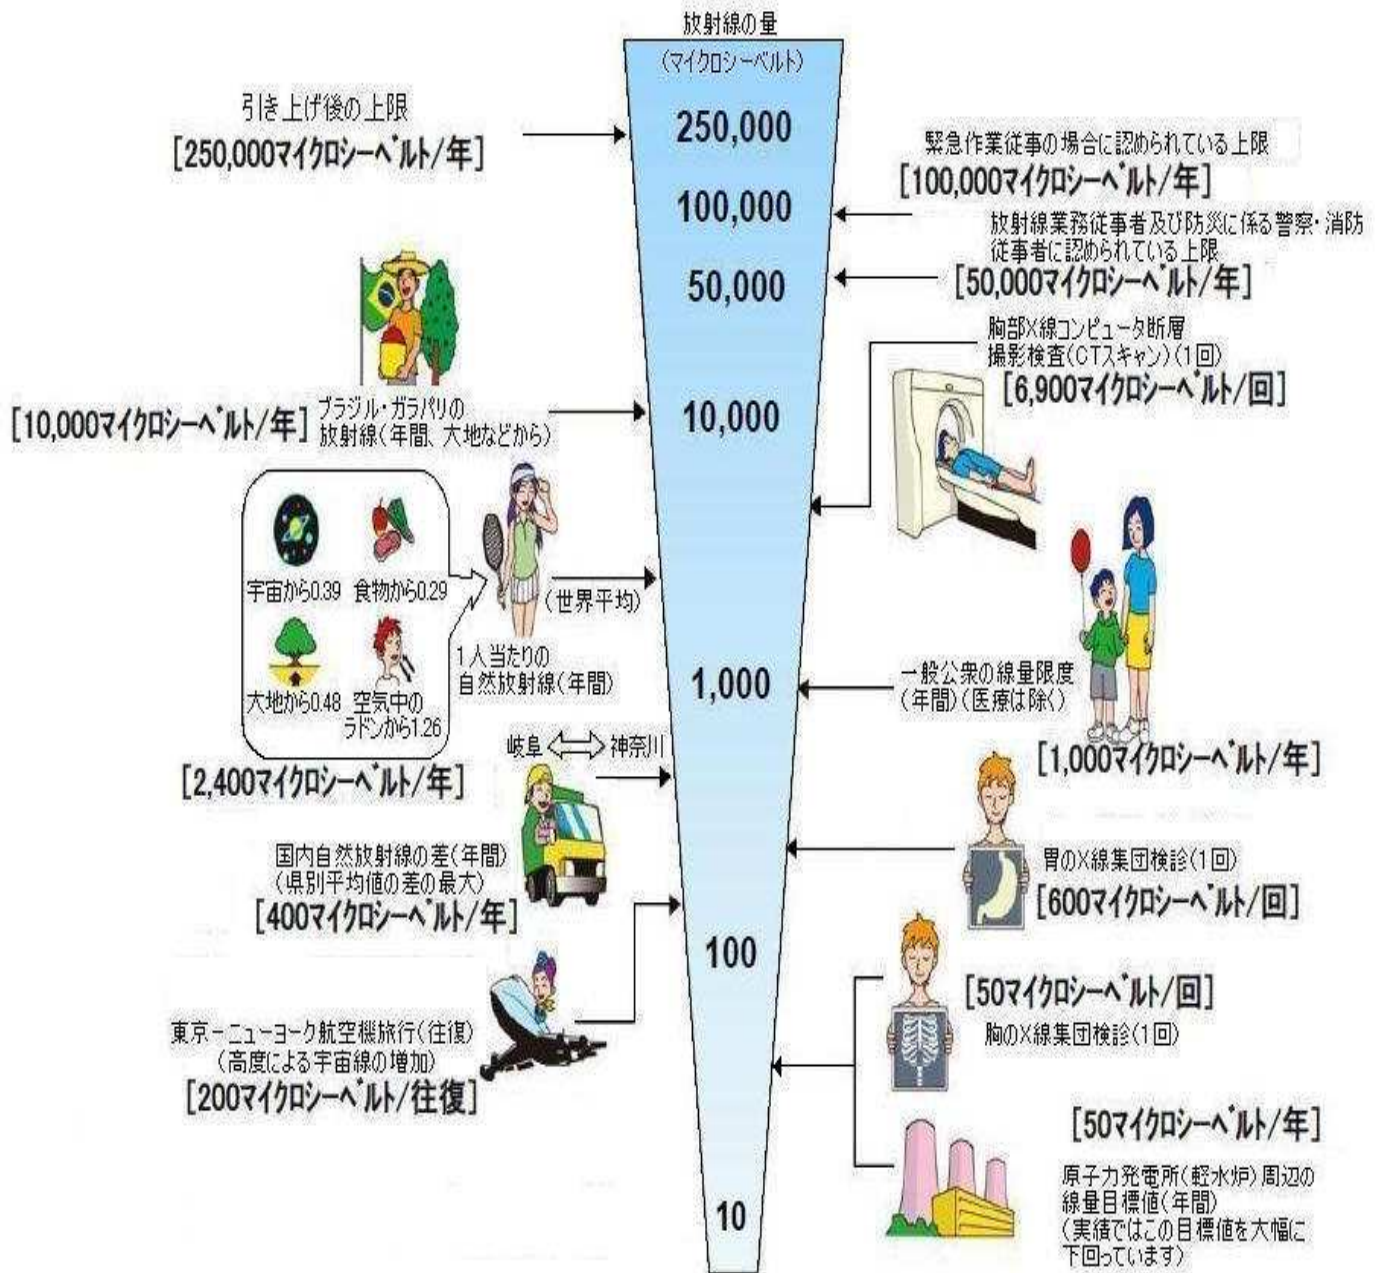 放射線の量
(マイクロシーベルト)
250,000
100,000
50,000
10,000
1,000
100
10
引き上げ後の上限
[250,000マイクロシーベルト/年]
[10,000マイクロシーベルト/年]
ブラジル・ガラパリの
放射線(年間、大地などから)
宇宙から0.39
食物から0.29
大地から0.48
空気中の
ラドンから1.26
(世界平均)
1人当たりの
自然放射線(年間)
[2,400マイクロシーベルト/年]
岐阜
神奈川
国内自然放射線の差(年間)
(県別平均値の差の最大)
[400マイクロシーベルト/年]
東京ーニューヨーク航空機旅行(往復)
(高度による宇宙線の増加)
[200マイクロシーベルト/往復]
緊急作業従事の場合に認められている上限
[100,000マイクロシーベルト/年]
放射線業務従事者及び防災に係る警察・消防
従事者に認められている上限
[50,000マイクロシーベルト/年]
胸部X線コンピュータ断層
撮影検査(CTスキャン)(1回)
[6,900マイクロシーベルト/回]
一般公衆の線量限度
(年間)(医療は除く)
[1,000マイクロシーベルト/年]
胃のX線集団検診(1回)
[600マイクロシーベルト/回]
[50マイクロシーベルト/回]
胸のX線集団検診(1回)
[50マイクロシーベルト/年]
原子力発電所(軽水炉)周辺の
線量目標値(年間)
(実績ではこの目標値を大幅に
下回っています)